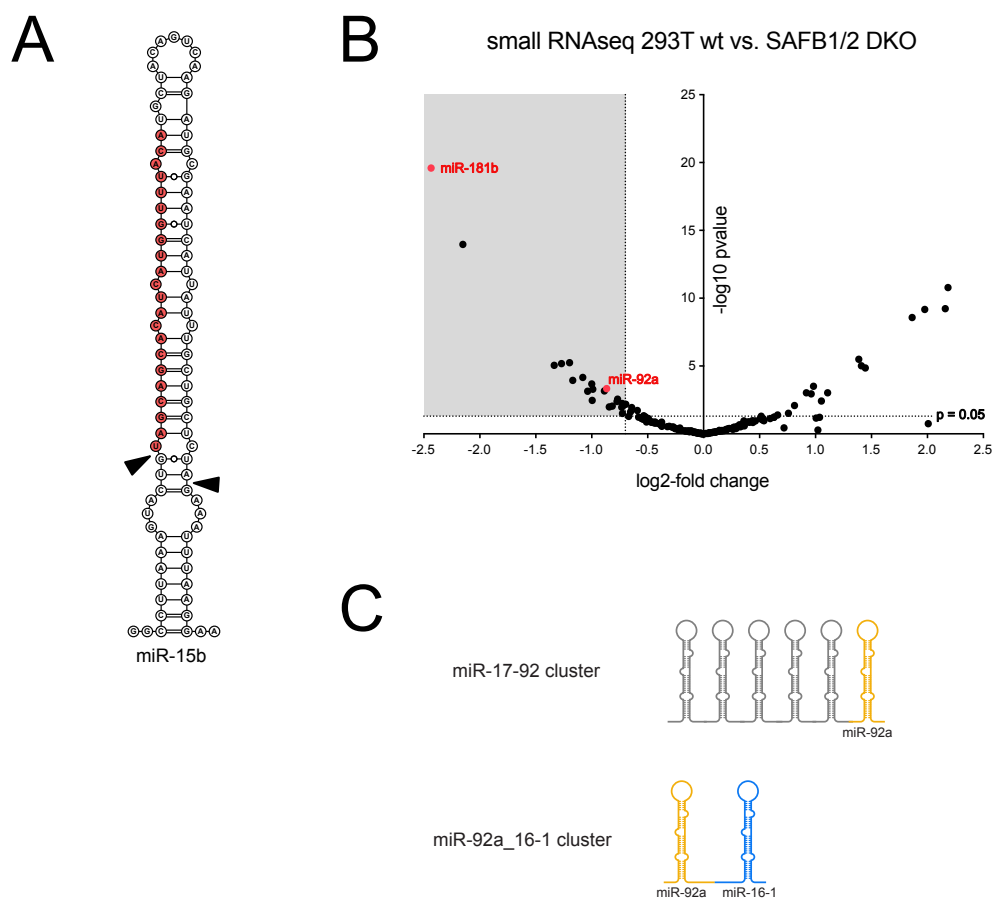 A
B
small RNAseq 293T wt vs. SAFB1/2 DKO
25
20
15
10
5
-log10 pvalue
miR-181b
miR-92a
p = 0.05
-2.5 -2.0 -1.5 -1.0 -0.5 0.0 0.5 1.0 1.5 2.0 2.5
log2-fold change
miR-15b
C
miR-17-92 cluster
miR-92a
miR-92a_16-1 cluster
miR-92a miR-16-1